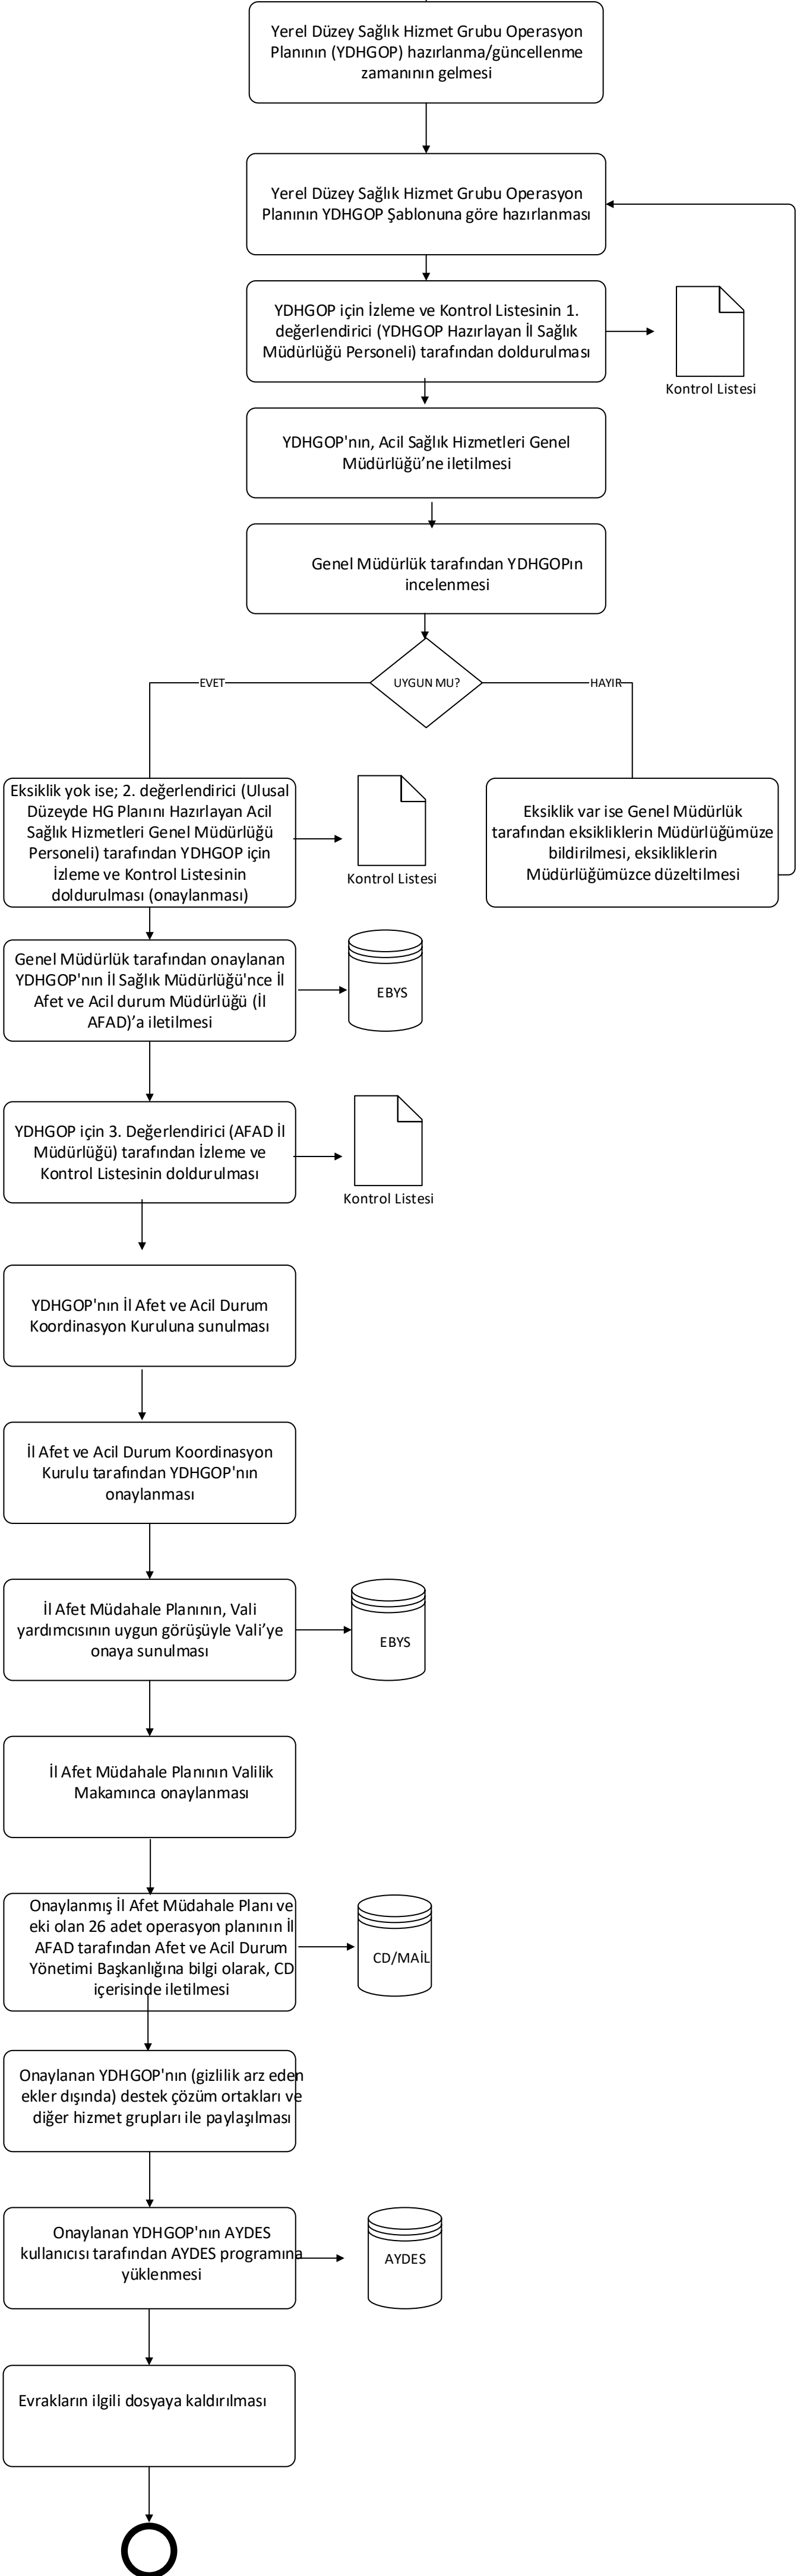 Yerel Düzey Sağlık Hizmet Grubu Operasyon
Planının (YDHGOP) hazırlanma/güncellenme
zamanının gelmesi
Yerel Düzey Sağlık Hizmet Grubu Operasyon
Planının YDHGOP Şablonuna göre hazırlanması
YDHGOP için İzleme ve Kontrol Listesinin 1.
değerlendirici (YDHGOP Hazırlayan İl Sağlık
Müdürlüğü Personeli) tarafından doldurulması
Kontrol Listesi
YDHGOP'nın, Acil Sağlık Hizmetleri Genel
Müdürlüğü’ne iletilmesi
Genel Müdürlük tarafından YDHGOPın
incelenmesi
EVET
UYGUN MU?
HAYIR
Eksiklik yok ise; 2. değerlendirici (Ulusal
Düzeyde HG Planını Hazırlayan Acil
Sağlık Hizmetleri Genel Müdürlüğü
Personeli) tarafından YDHGOP için
İzleme ve Kontrol Listesinin
doldurulması (onaylanması)
Kontrol Listesi
Eksiklik var ise Genel Müdürlük
tarafından eksikliklerin Müdürlüğümüze
bildirilmesi, eksikliklerin
Müdürlüğümüzce düzeltilmesi
Genel Müdürlük tarafından onaylanan
YDHGOP'nın İl Sağlık Müdürlüğü'nce İl
Afet ve Acil durum Müdürlüğü (İl
AFAD)’a iletilmesi
EBYS
YDHGOP için 3. Değerlendirici (AFAD İl
Müdürlüğü) tarafından İzleme ve
Kontrol Listesinin doldurulması
Kontrol Listesi
YDHGOP'nın İl Afet ve Acil Durum
Koordinasyon Kuruluna sunulması
İl Afet ve Acil Durum Koordinasyon
Kurulu tarafından YDHGOP'nın
onaylanması
İl Afet Müdahale Planının, Vali
yardımcısının uygun görüşüyle Vali’ye
onaya sunulması
EBYS
İl Afet Müdahale Planının Valilik
Makamınca onaylanması
Onaylanmış İl Afet Müdahale Planı ve
eki olan 26 adet operasyon planının İl
AFAD tarafından Afet ve Acil Durum
Yönetimi Başkanlığına bilgi olarak, CD
içerisinde iletilmesi
CD/MAİL
Onaylanan YDHGOP'nın (gizlilik arz eden
ekler dışında) destek çözüm ortakları ve
diğer hizmet grupları ile paylaşılması
Onaylanan YDHGOP'nın AYDES
kullanıcısı tarafından AYDES programına
yüklenmesi
AYDES
Evrakların ilgili dosyaya kaldırılması